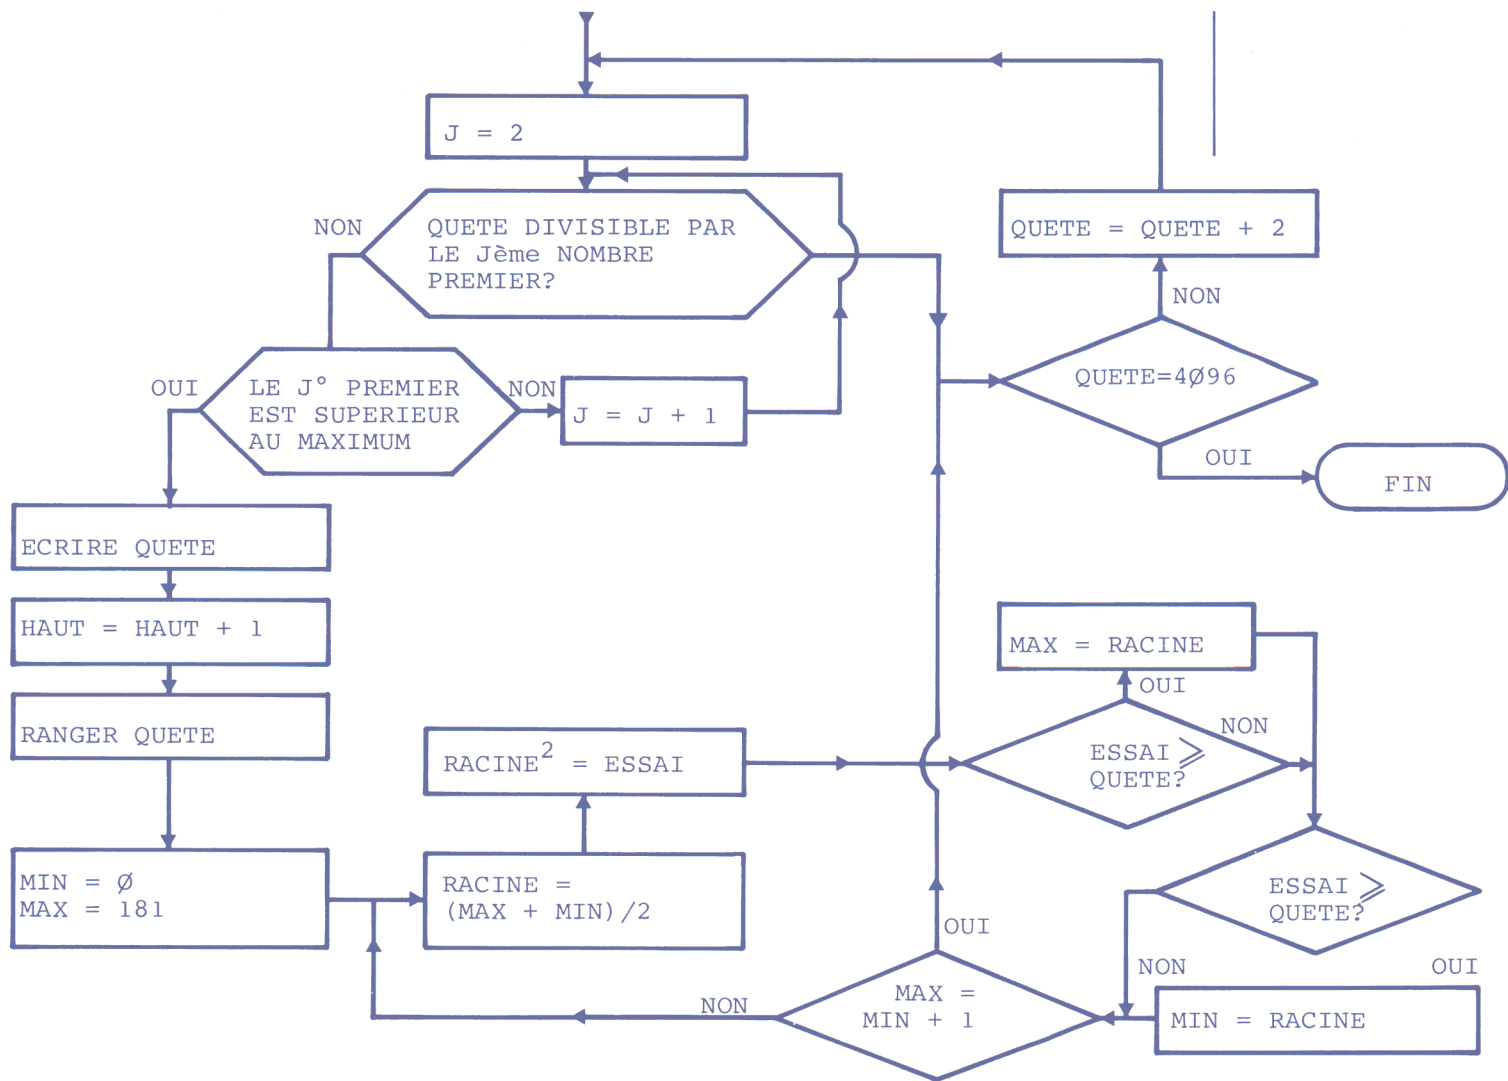 J = 2
NON
QUETE DIVISIBLE PAR
LE Jème NOMBRE
PREMIER?
QUETE = QUETE + 2
NON
QUETE=4Ø96
OUI
FIN
OUI
LE J° PREMIER
EST SUPERIEUR
AU MAXIMUM
NON
J = J + 1
ECRIRE QUETE
HAUT = HAUT + 1
RANGER QUETE
MIN = Ø
MAX = 181
RACINE =
(MAX + MIN)/2
RACINE² = ESSAI
MAX = RACINE
OUI
NON
ESSAI ⩾
QUETE?
ESSAI ⩾
QUETE?
NON
OUI
MIN = RACINE
OUI
MAX =
MIN + 1
NON